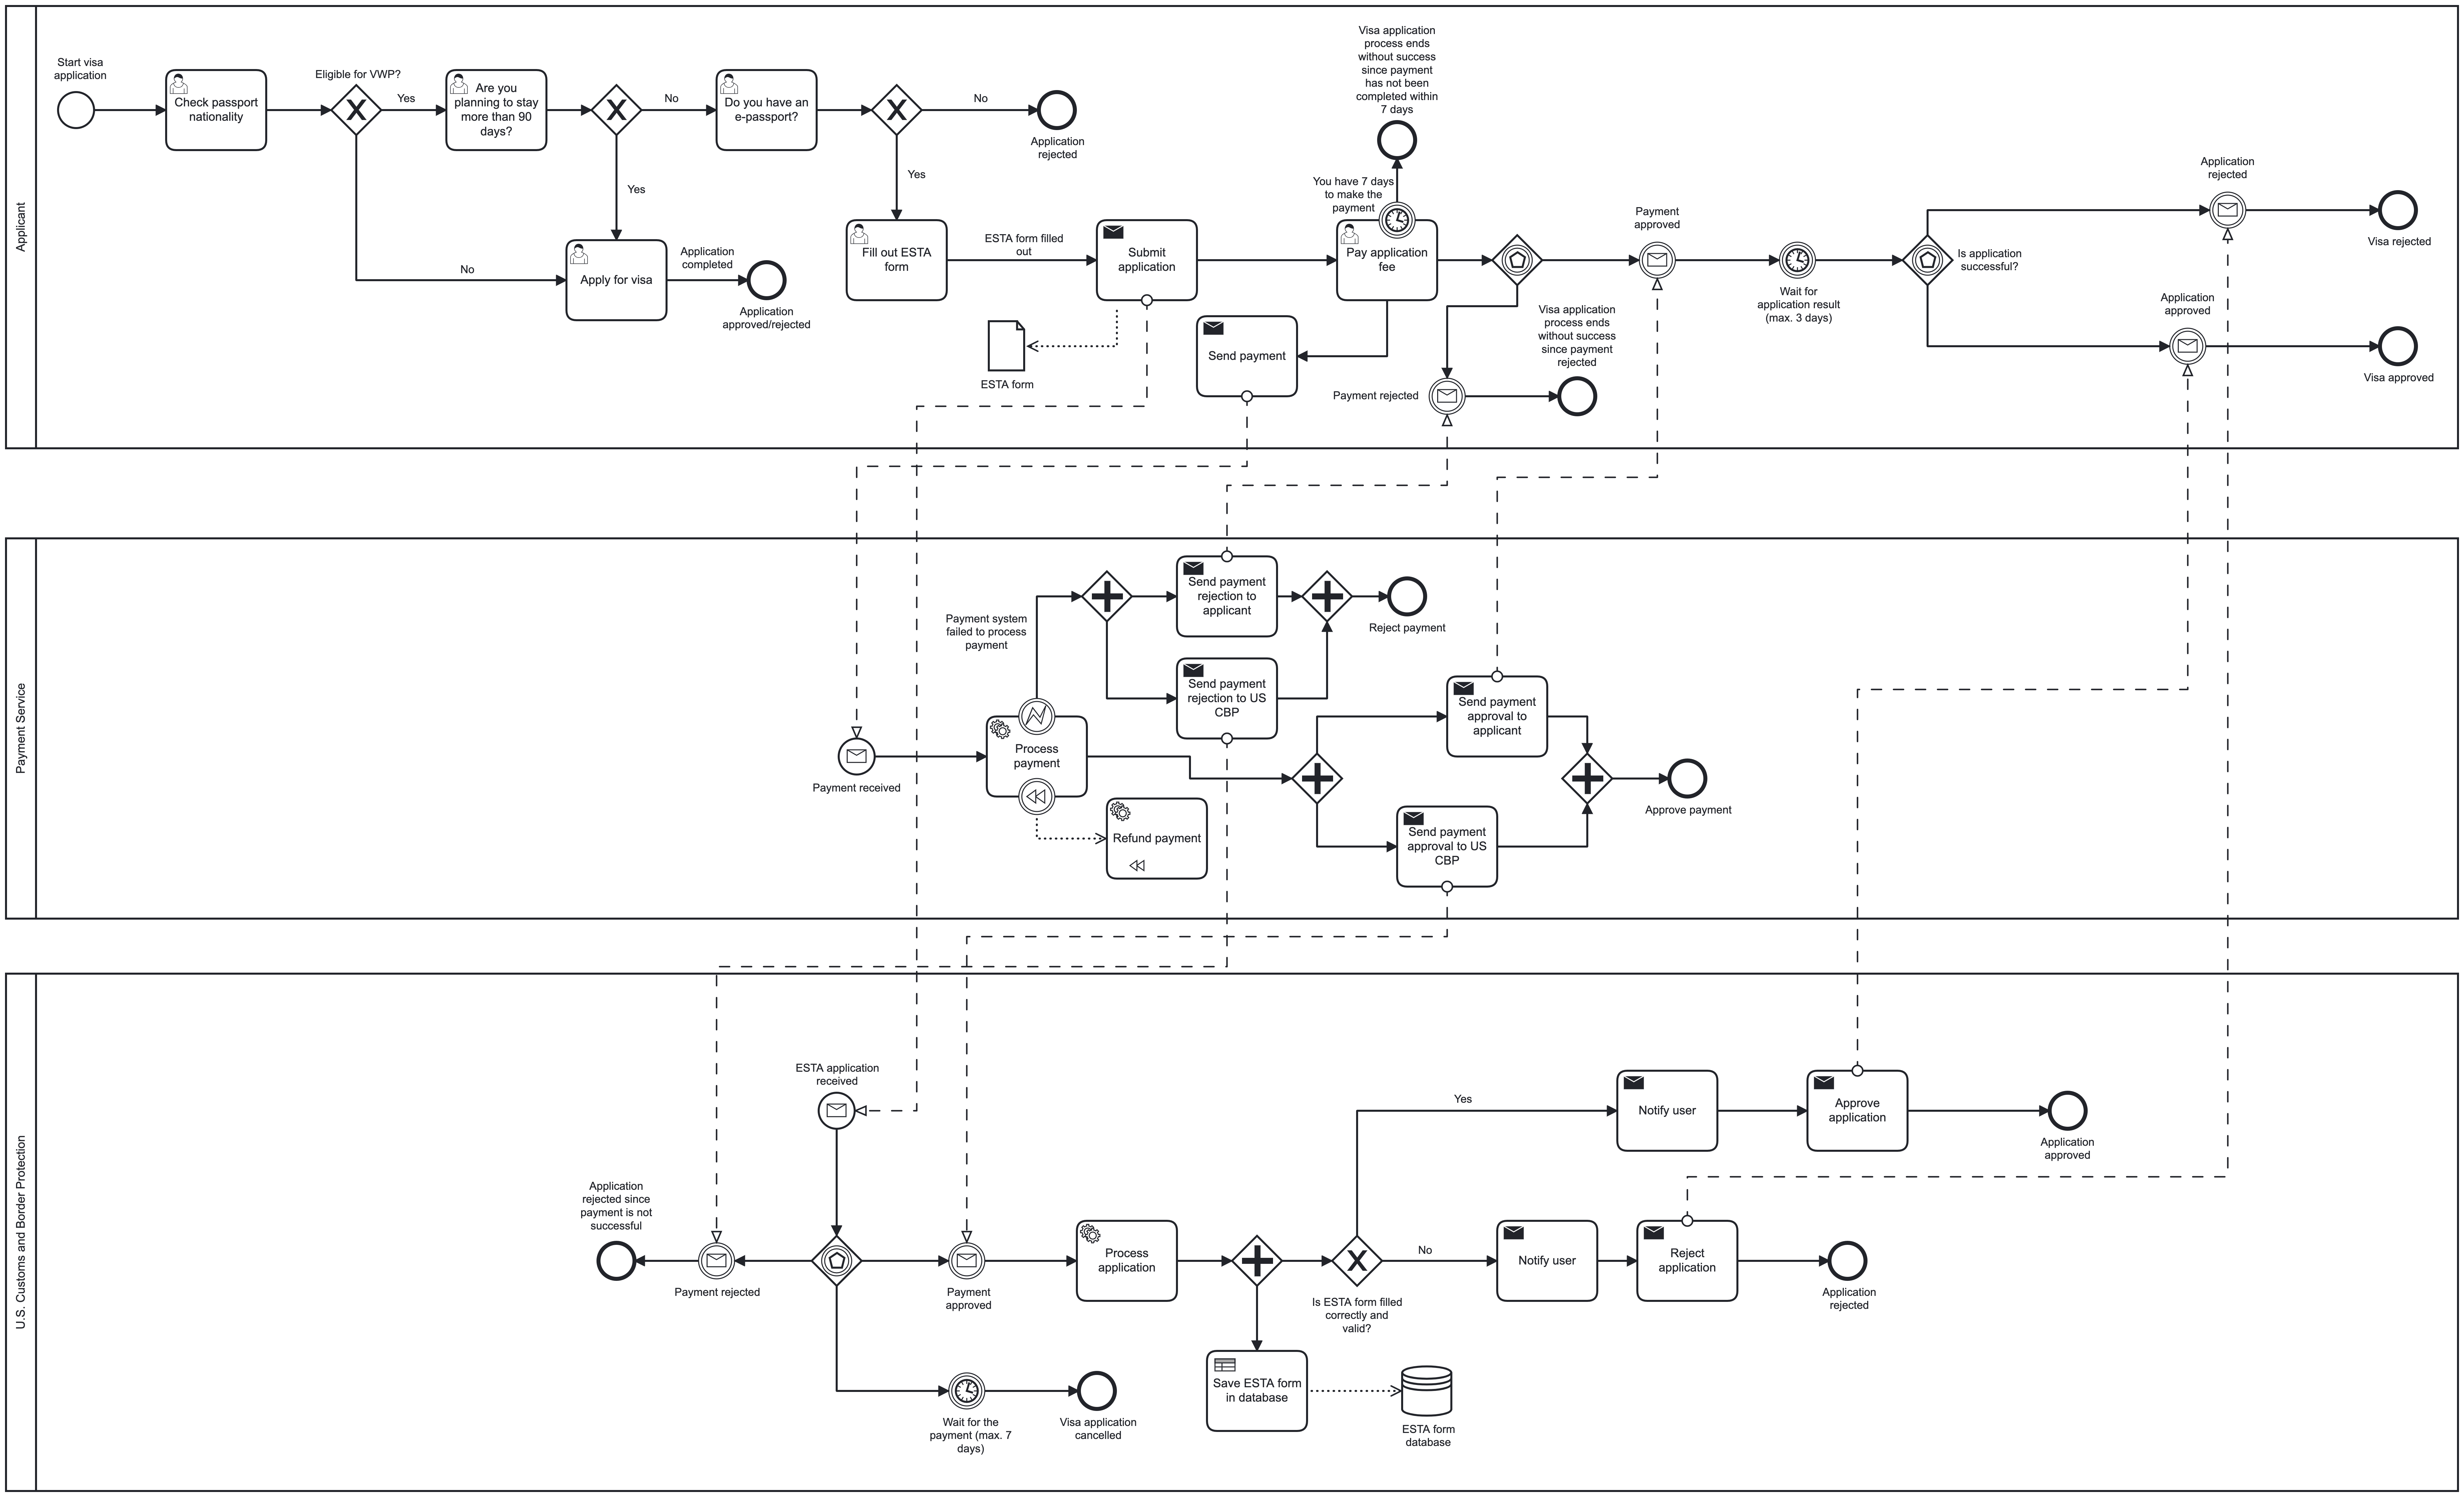 Applicant
Start visa
application
Check passport
nationality
Eligible for VWP?
Yes
No
Are you
planning to stay
more than 90
days?
No
Yes
Apply for visa
Application
completed
Application
approved/rejected
Do you have an
e-passport?
No
Application
rejected
Yes
Fill out ESTA
form
ESTA form filled
out
Submit
application
ESTA form
Visa application
process ends
without success
since payment
has not been
completed within
7 days
You have 7 days
to make the
payment
Pay application
fee
Send payment
Payment rejected
Visa application
process ends
without success
since payment
rejected
Payment
approved
Wait for
application result
(max. 3 days)
Is application
successful?
Application
rejected
Visa rejected
Application
approved
Visa approved
Payment Service
Payment received
Process
payment
Payment system
failed to process
payment
Refund payment
Send payment
rejection to
applicant
Send payment
rejection to US
CBP
Reject payment
Send payment
approval to
applicant
Send payment
approval to US
CBP
Approve payment
U.S. Customs and Border Protection
ESTA application
received
Application
rejected since
payment is not
successful
Payment rejected
Payment
approved
Wait for the
payment (max. 7
days)
Visa application
cancelled
Process
application
Save ESTA form
in database
ESTA form
database
Is ESTA form filled
correctly and
valid?
Yes
Notify user
Approve
application
Application
approved
No
Notify user
Reject
application
Application
rejected